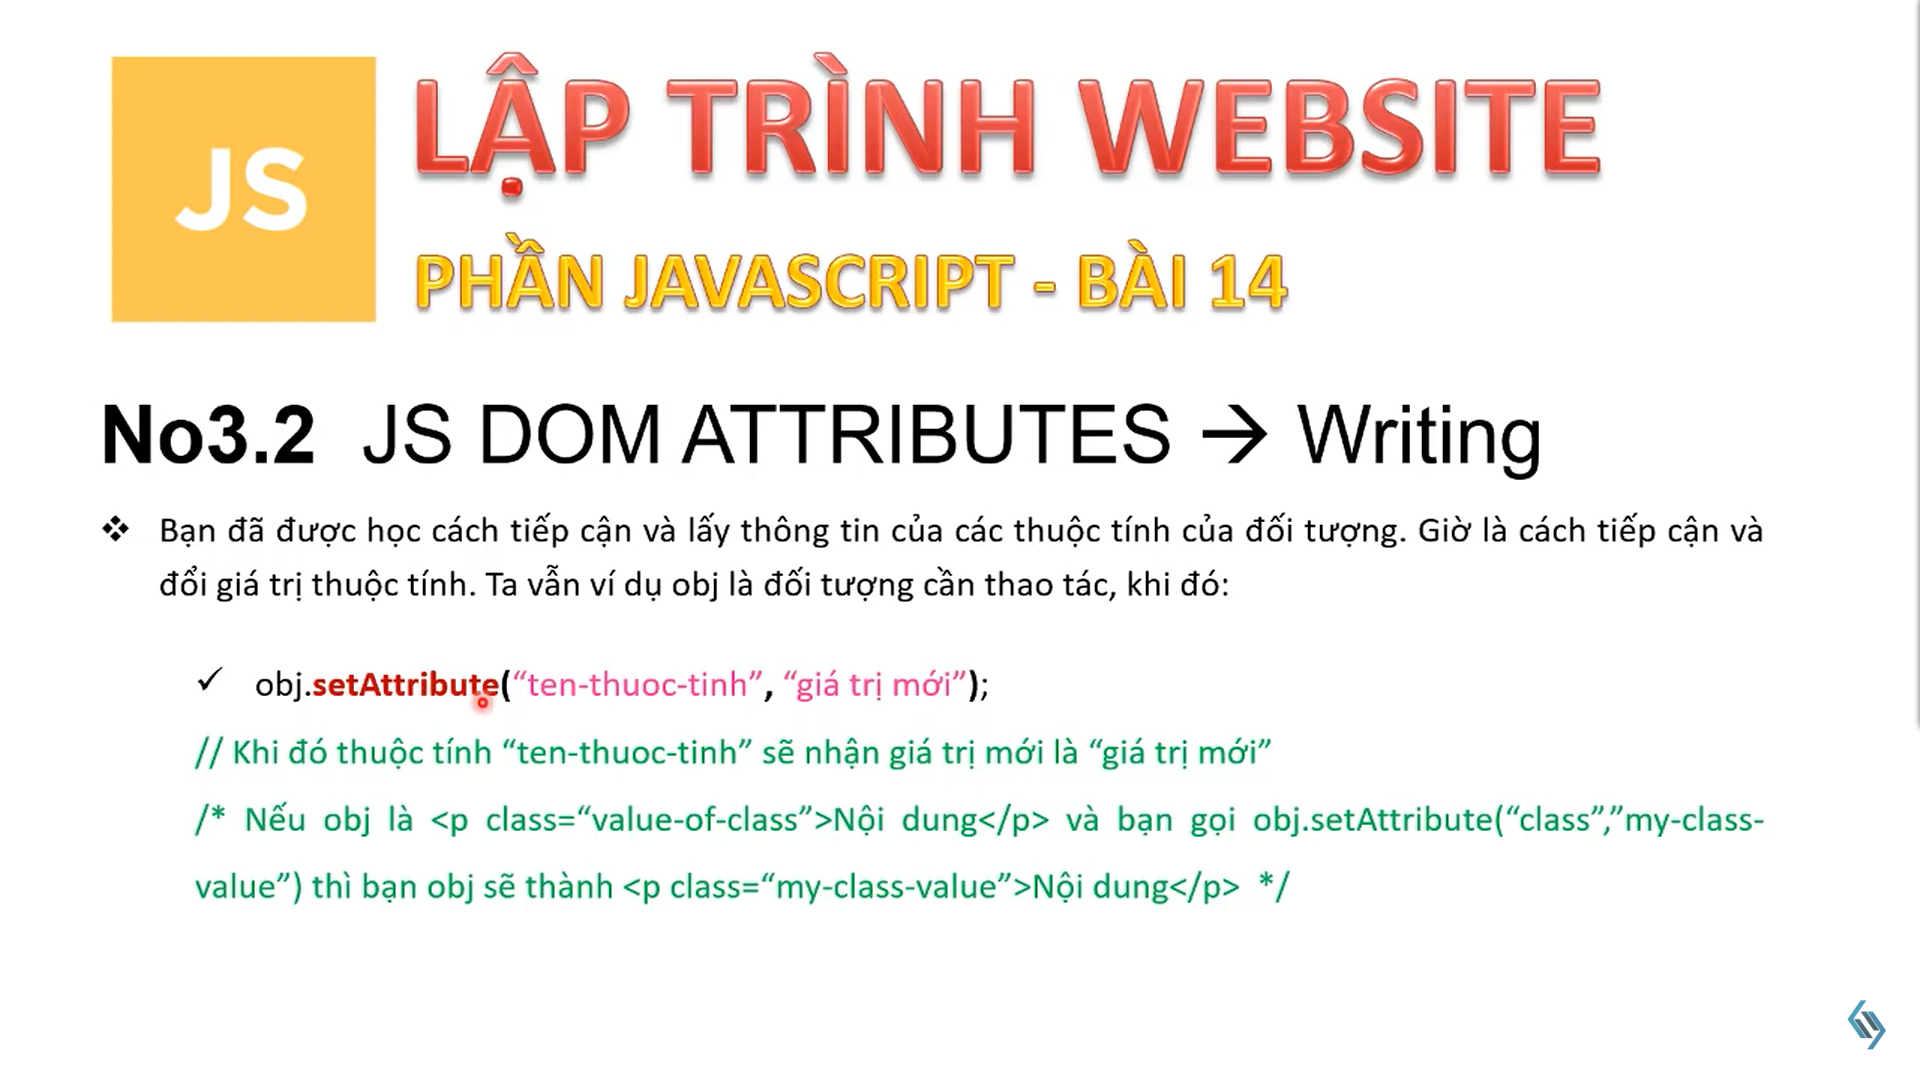 JS
LẬP TRÌNH WEBSITE
PHẦN JAVASCRIPT - BÀI 14
No3.2 JS DOM ATTRIBUTES → Writing
❖ Bạn đã được học cách tiếp cận và lấy thông tin của các thuộc tính của đối tượng. Giờ là cách tiếp cận và
đổi giá trị thuộc tính. Ta vẫn ví dụ obj là đối tượng cần thao tác, khi đó:
✓ obj.setAttribute(“ten-thuoc-tinh”, “giá trị mới”);
// Khi đó thuộc tính “ten-thuoc-tinh” sẽ nhận giá trị mới là “giá trị mới”
/* Nếu obj là <p class=“value-of-class”>Nội dung</p> và bạn gọi obj.setAttribute(“class”,”my-class-
value”) thì bạn obj sẽ thành <p class=“my-class-value”>Nội dung</p> */